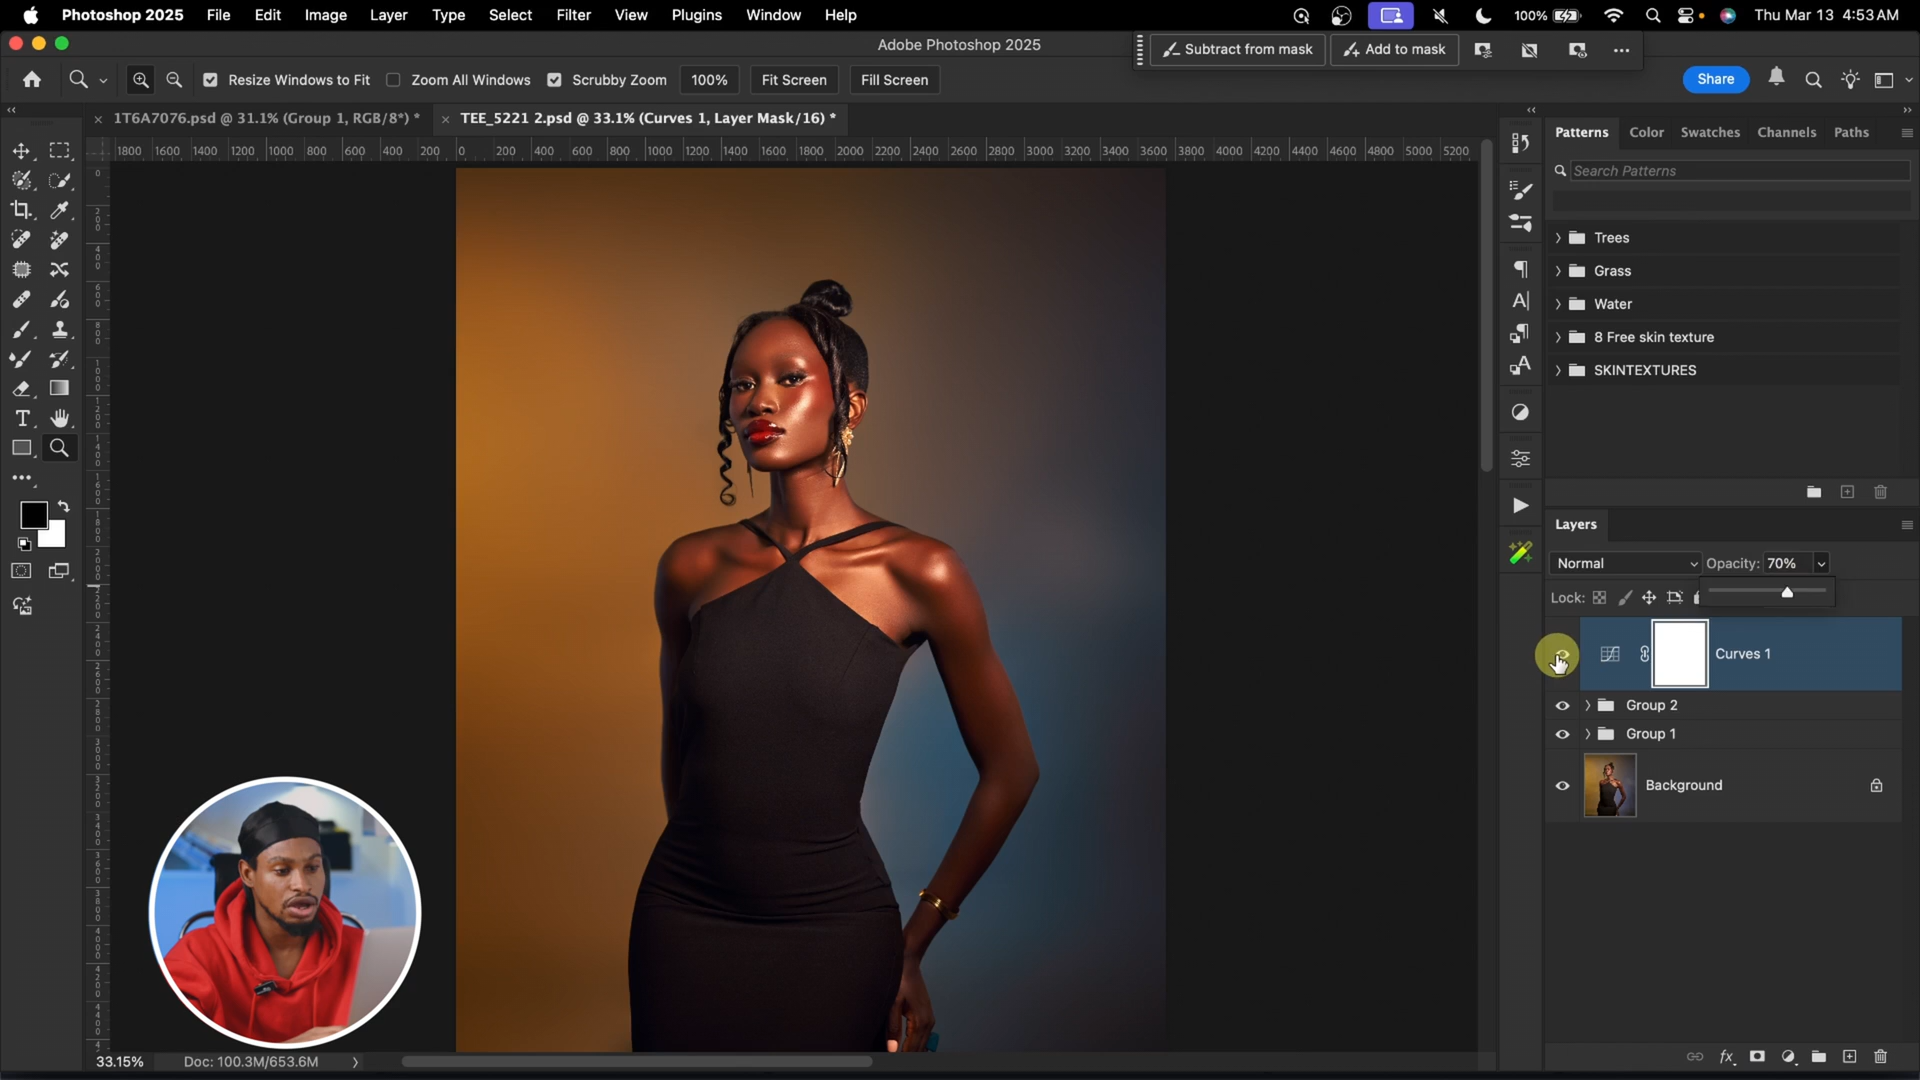 Photoshop 2025 File Edit Image Layer Type Select Filter View Plugins Window Help 100% Thu Mar 13 4:53 AM
Adobe Photoshop 2025
Subtract from mask Add to mask
Resize Windows to Fit Zoom All Windows Scrubby Zoom 100% Fit Screen Fill Screen Share
1T6A7076.psd @ 31.1% (Group 1, RGB/8*) * TEE_5221 2.psd @ 33.1% (Curves 1, Layer Mask/16) *
Patterns Color Swatches Channels Paths
1800 1600 1400 1200 1000 800 600 400 200 0 200 400 600 800 1000 1200 1400 1600 1800 2000 2200 2400 2600 2800 3000 3200 3400 3600 3800 4000 4200 4400 4600 4800 5000 5200
Search Patterns
Trees
Grass
Water
8 Free skin texture
SKINTEXTURES
Layers
Normal Opacity: 70%
Lock:
Curves 1
Group 2
Group 1
Background
33.15% Doc: 100.3M/653.6M